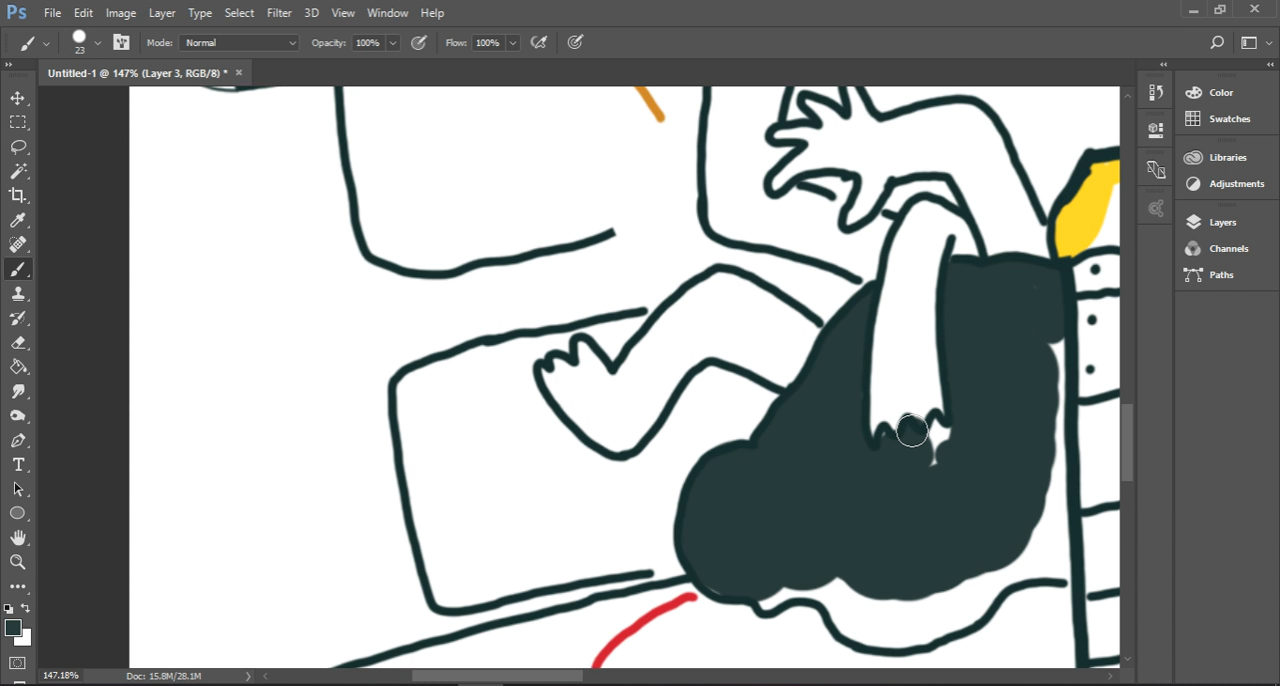 Ps File Edit Image Layer Type Select Filter 3D View Window Help
23 Mode: Normal Opacity: 100% Flow: 100%
Untitled-1 @ 147% (Layer 3, RGB/8) * ×
Color
Swatches
Libraries
Adjustments
Layers
Channels
Paths
T
147.18% Doc: 15.8M/28.1M